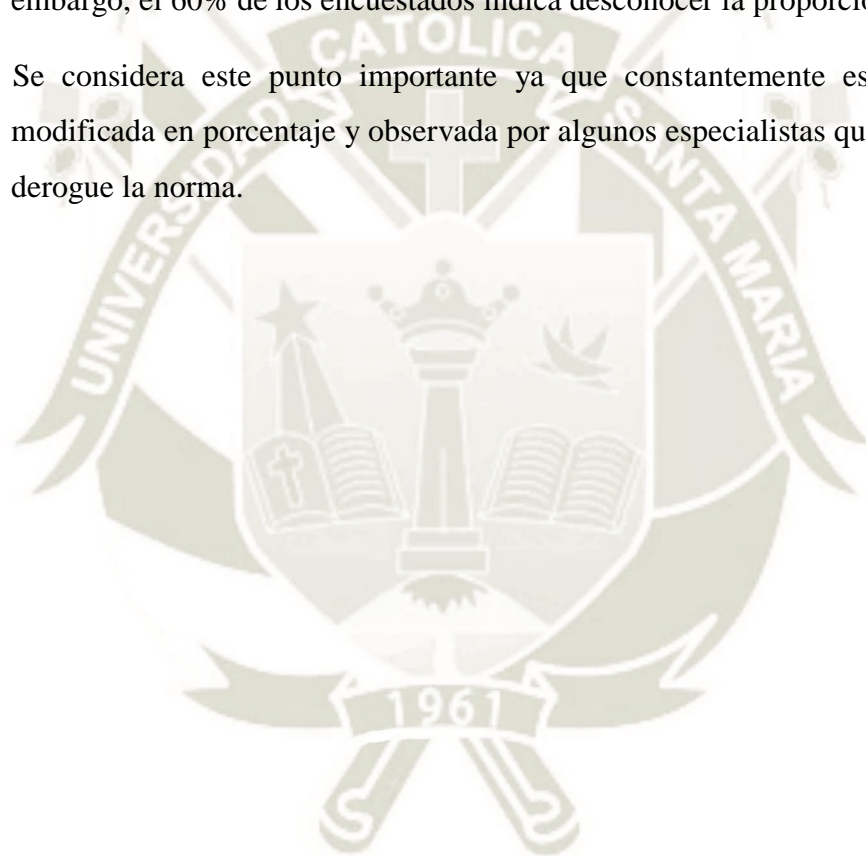 embargo, el 60% de los encuestados indica desconocer la proporció
Se considera este punto importante ya que constantemente es
modificada en porcentaje y observada por algunos especialistas qu
derogue la norma.
UNIVERSIDAD CATOLICA SANTA MARIA
1961